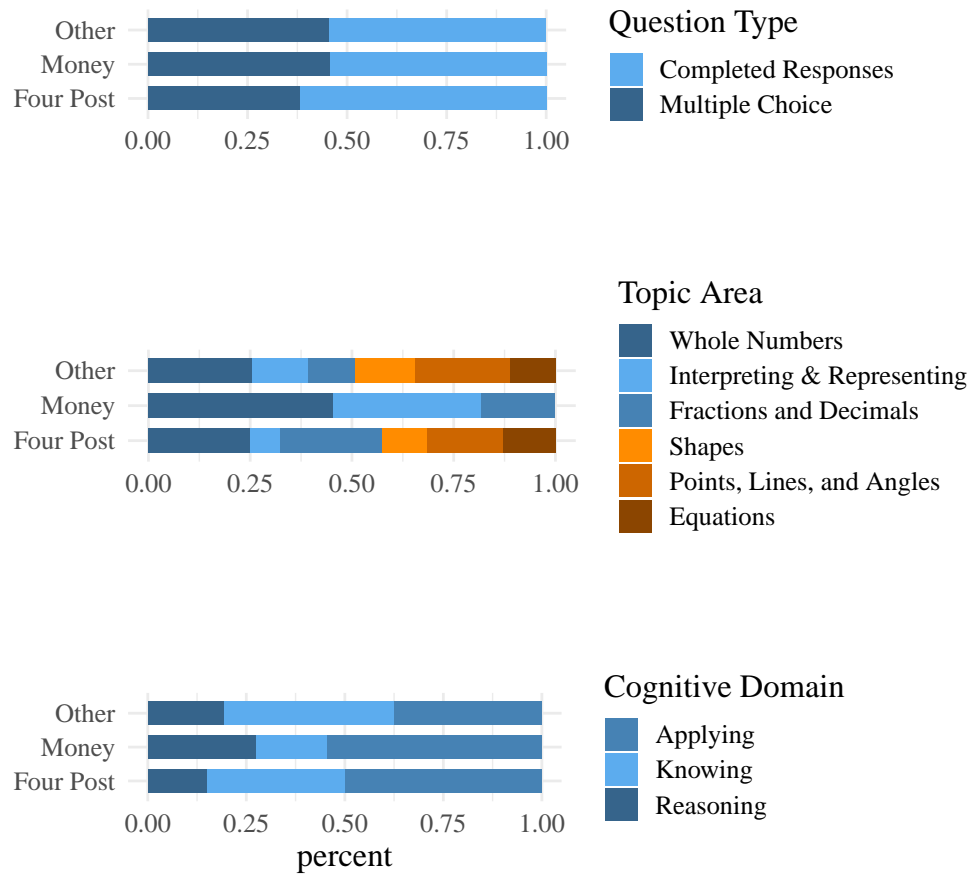 Other
Money
Four Post
0.00 0.25 0.50 0.75 1.00
Question Type
Completed Responses
Multiple Choice
Other
Money
Four Post
0.00 0.25 0.50 0.75 1.00
Topic Area
Whole Numbers
Interpreting & Representing
Fractions and Decimals
Shapes
Points, Lines, and Angles
Equations
Other
Money
Four Post
0.00 0.25 0.50 0.75 1.00
percent
Cognitive Domain
Applying
Knowing
Reasoning